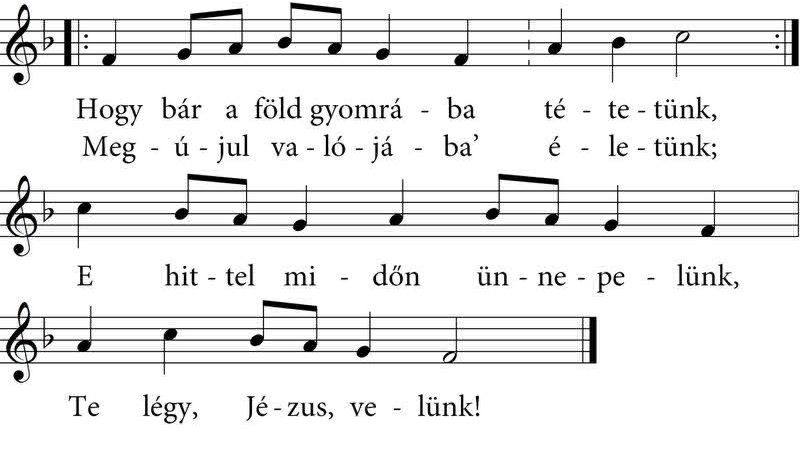 Hogy bár a föld gyomrá - ba té - te - tünk,
Meg - ú - jul va - ló - já - ba’ é - le - tünk;
E hit - tel mi - dőn ün - ne - pe - lünk,
Te légy, Jé - zus, ve - lünk!